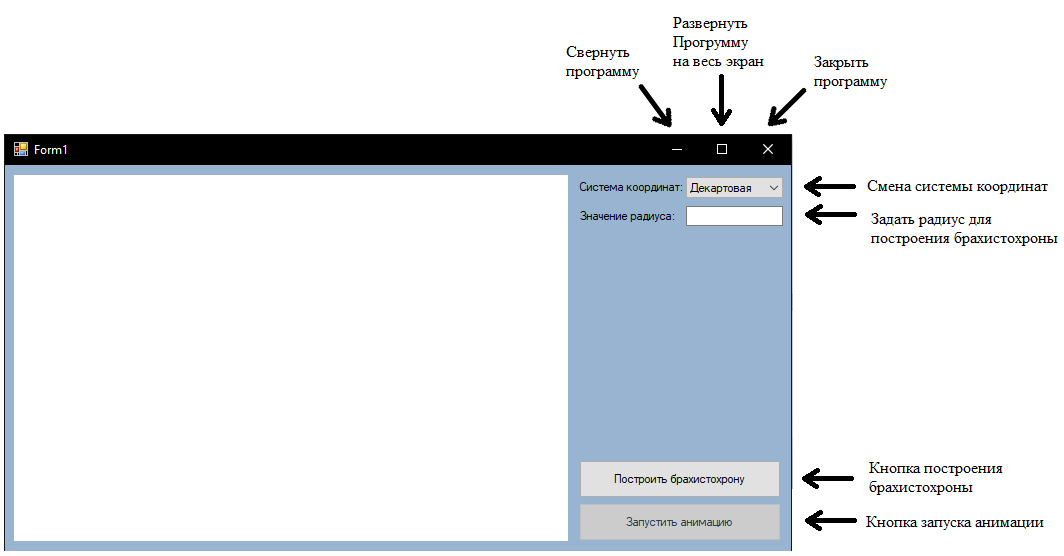 Развернуть
Прогрумму
на весь экран
Свернуть
программу
Закрыть
программу
Form1
Система координат:
Декартовая
Смена системы координат
Значение радиуса:
Задать радиус для
построения брахистохроны
Построить брахистохрону
Кнопка построения
брахистохроны
Запустить анимацию
Кнопка запуска анимации